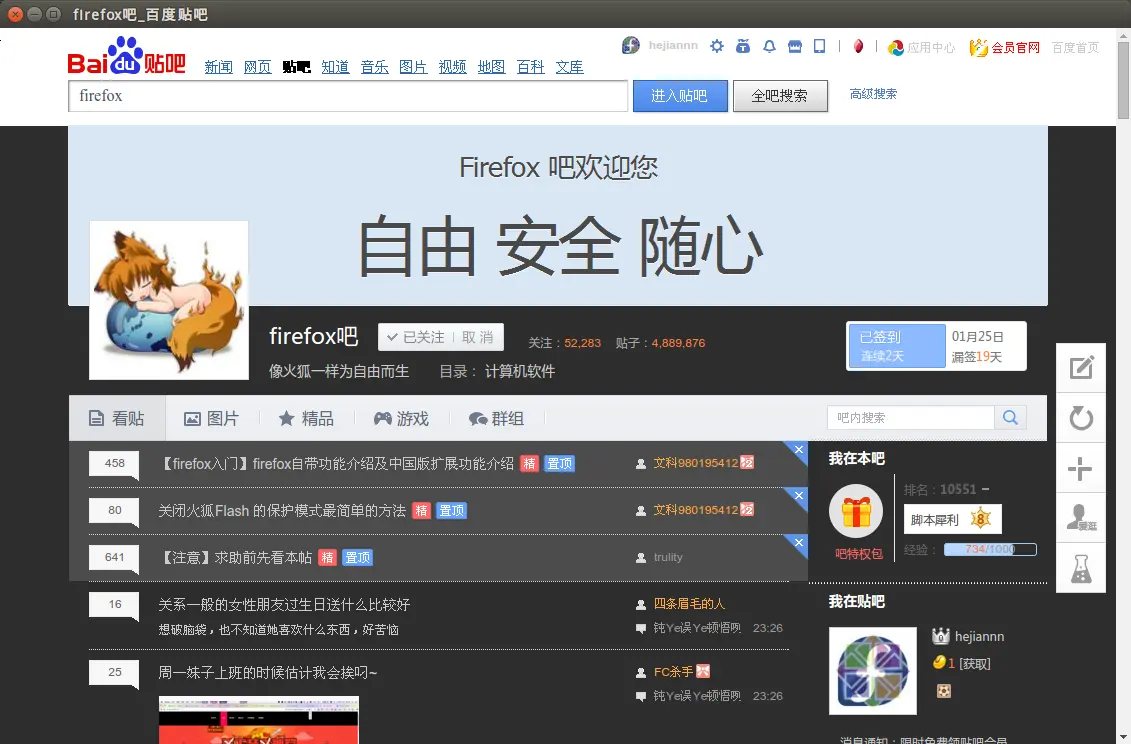 firefox吧_百度贴吧
hejiannn 应用中心 会员官网 百度首页
Bai du 贴吧 新闻 网页 贴吧 知道 音乐 图片 视频 地图 百科 文库
firefox 进入贴吧 全吧搜索 高级搜索
Firefox 吧欢迎您
自由 安全 随心
firefox吧 已关注 取消 关注：52,283 贴子：4,889,876
像火狐一样为自由而生 目录： 计算机软件
已签到 01月25日
连续2天 漏签19天
看贴 图片 精品 游戏 群组 吧内搜索
458 【firefox入门】firefox自带功能介绍及中国版扩展功能介绍 精 置顶 文科980195412
80 关闭火狐Flash 的保护模式最简单的方法 精 置顶 文科980195412
641 【注意】求助前先看本帖 精 置顶 trulity
16 关系一般的女性朋友过生日送什么比较好 四条眉毛的人
想破脑袋，也不知道她喜欢什么东西，好苦恼 钝Ye误Ye顿悟啊 23:26
25 周一妹子上班的时候估计我会挨叼~ FC杀手
钝Ye误Ye顿悟啊 23:26
我在本吧
排名：10551
脚本犀利 8
吧特权包 经验： 734/1000
我在贴吧
hejiannn
1 [获取]
消息通知：限时免费领贴吧会员
爱逛